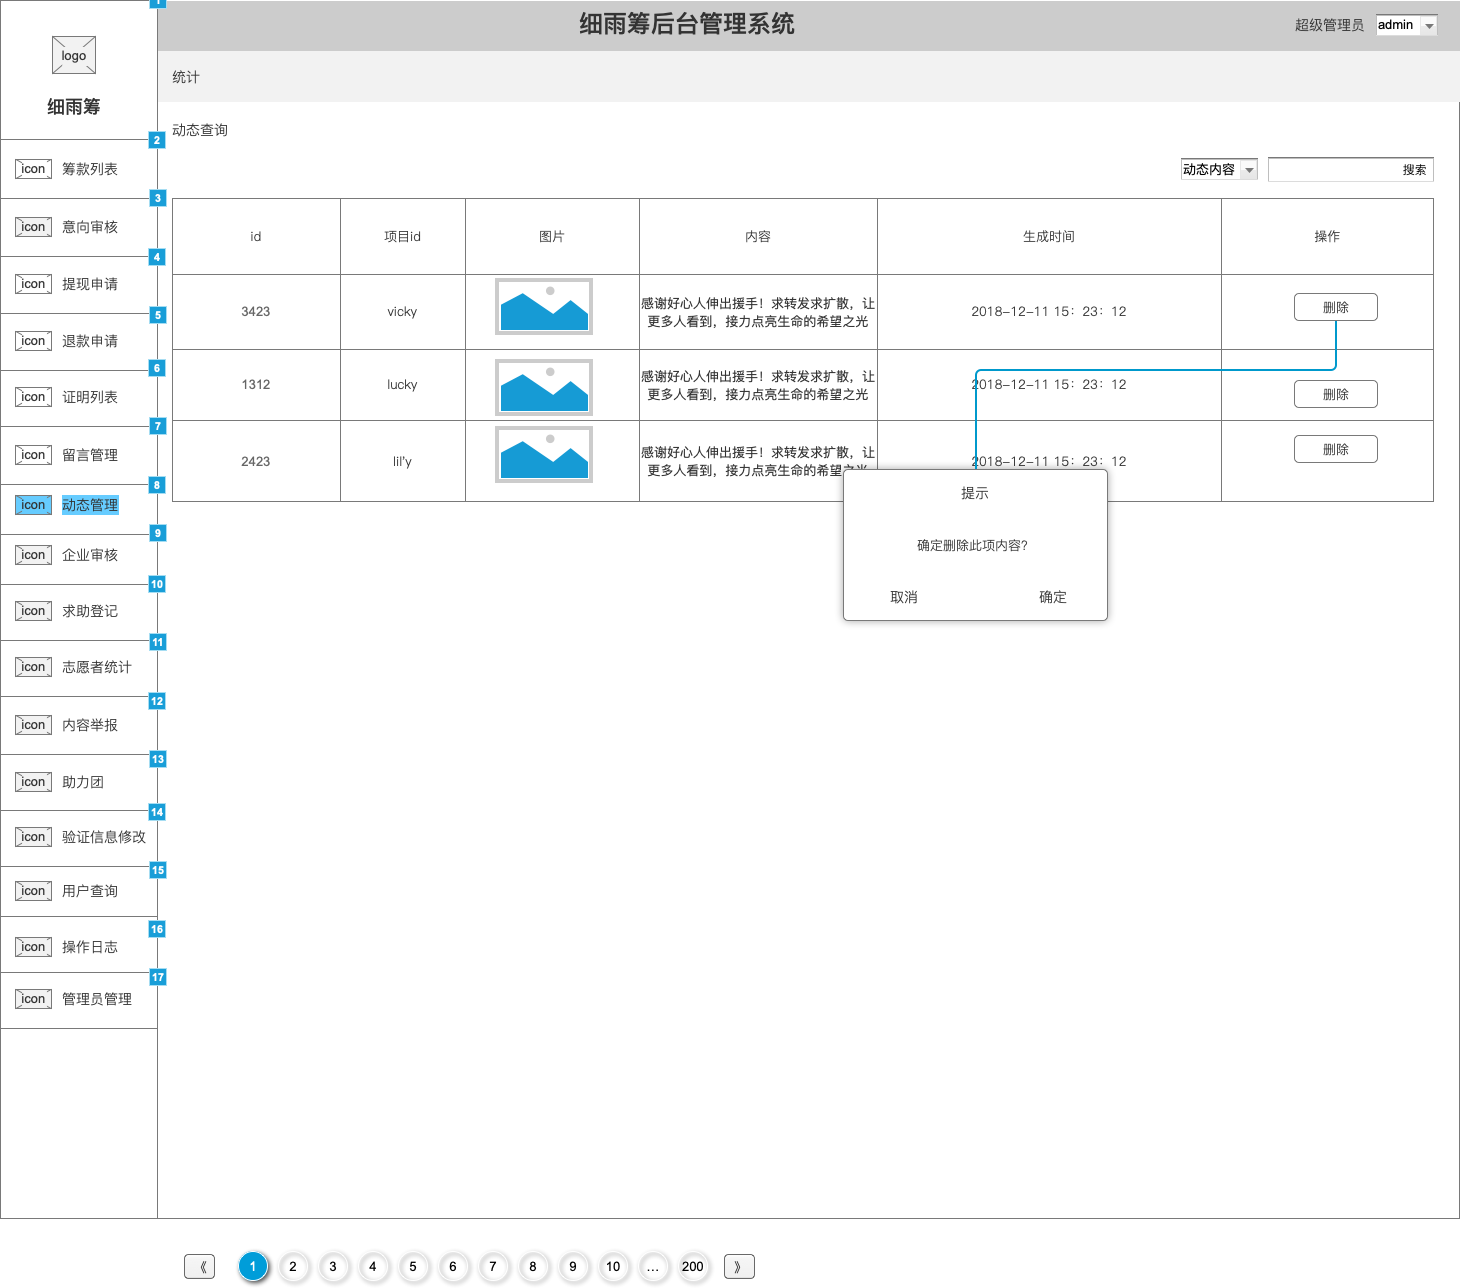 1
细雨筹后台管理系统
超级管理员 admin
logo
细雨筹
统计
动态查询
2
icon 筹款列表
动态内容 搜索
3
icon 意向审核
id 项目id 图片 内容 生成时间 操作
4
icon 提现申请
3423 vicky 感谢好心人伸出援手！求转发求扩散，让
更多人看到，接力点亮生命的希望之光
2018-12-11 15：23：12 删除
5
icon 退款申请
6
icon 证明列表
1312 lucky 感谢好心人伸出援手！求转发求扩散，让
更多人看到，接力点亮生命的希望之光
2018-12-11 15：23：12 删除
7
icon 留言管理
2423 lil'y 感谢好心人伸出援手！求转发求扩散，让
更多人看到，接力点亮生命的希望之光
2018-12-11 15：23：12 删除
8
icon 动态管理
提示
确定删除此项内容？
取消 确定
9
icon 企业审核
10
icon 求助登记
11
icon 志愿者统计
12
icon 内容举报
13
icon 助力团
14
icon 验证信息修改
15
icon 用户查询
16
icon 操作日志
17
icon 管理员管理
《 1 2 3 4 5 6 7 8 9 10 ... 200 》